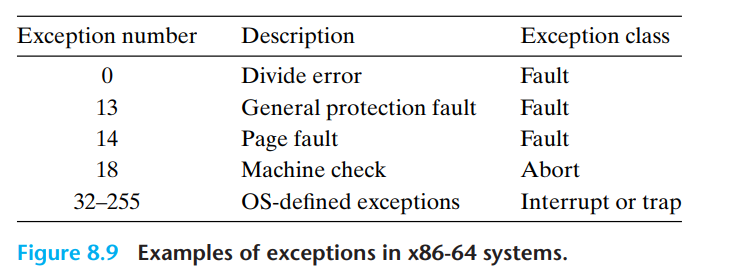 Exception number Description Exception class
0 Divide error Fault
13 General protection fault Fault
14 Page fault Fault
18 Machine check Abort
32–255 OS-defined exceptions Interrupt or trap
Figure 8.9 Examples of exceptions in x86-64 systems.